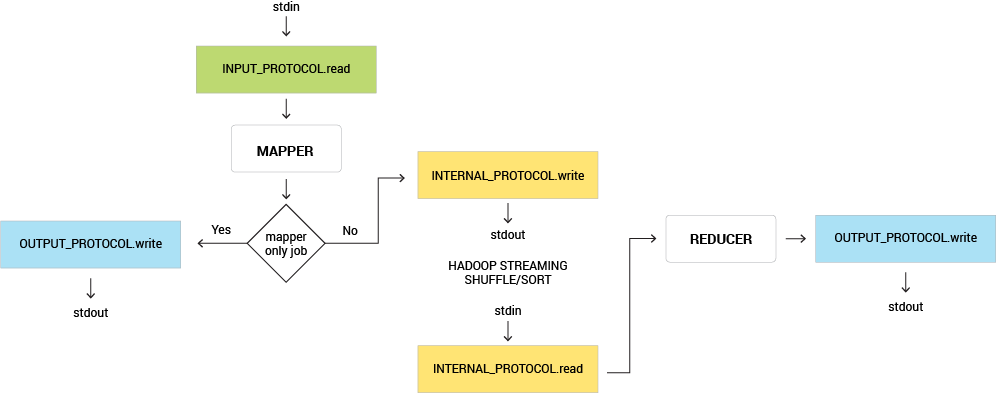 stdin
INPUT_PROTOCOL.read
MAPPER
mapper
only job
Yes
No
OUTPUT_PROTOCOL.write
stdout
INTERNAL_PROTOCOL.write
stdout
HADOOP STREAMING
SHUFFLE/SORT
stdin
INTERNAL_PROTOCOL.read
REDUCER
OUTPUT_PROTOCOL.write
stdout